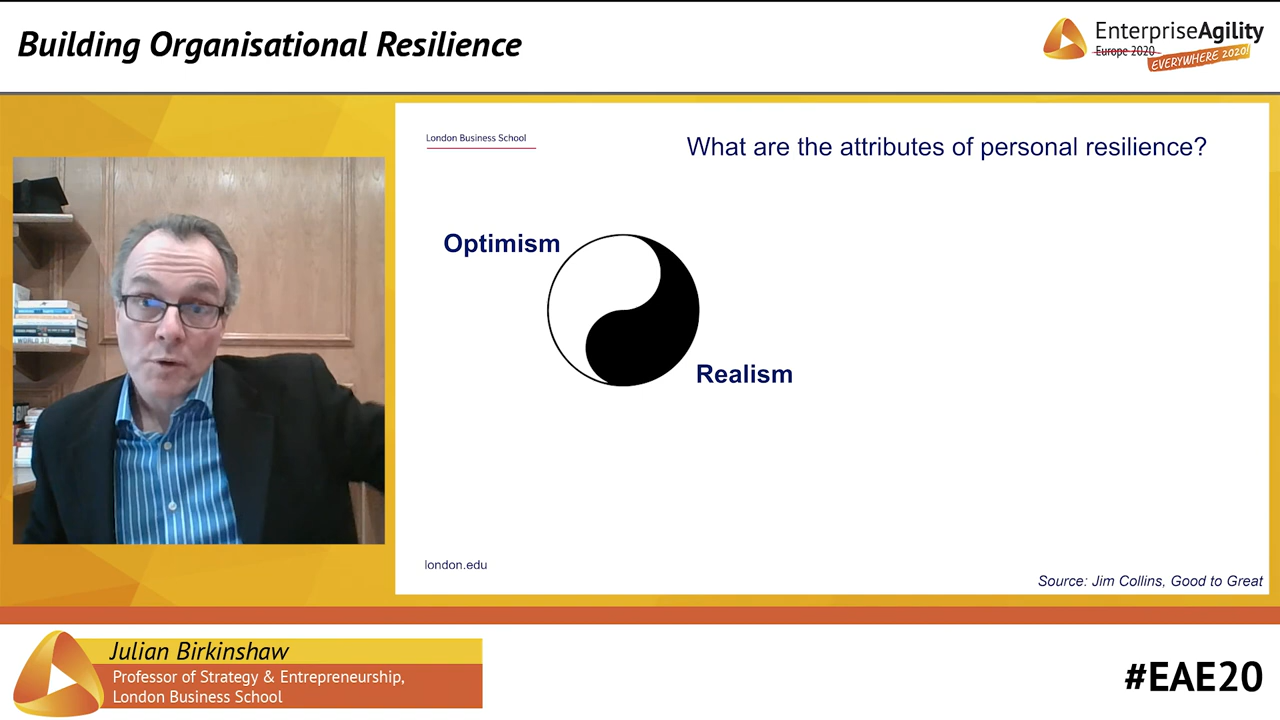 Building Organisational Resilience
EnterpriseAgility
Europe 2020
EVERYWHERE 2020!
London Business School
What are the attributes of personal resilience?
Optimism
Realism
london.edu
Source: Jim Collins, Good to Great
Julian Birkinshaw
Professor of Strategy & Entrepreneurship,
London Business School
#EAE20